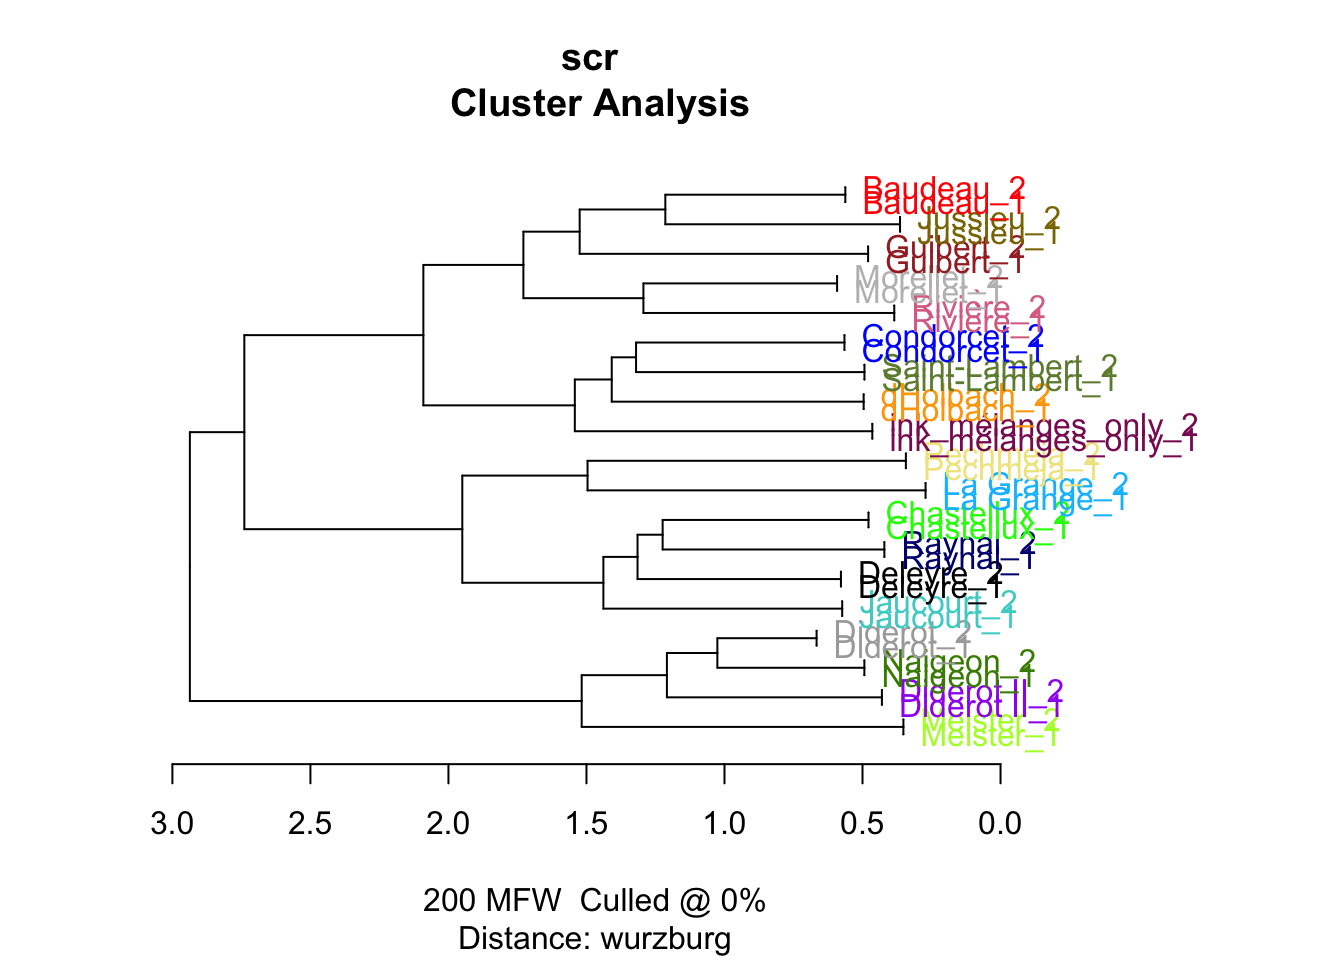 scr
Cluster Analysis
Baudeau_2
Baudeau_1
Jussieu_2
Jussieu_1
Guibert_2
Guibert_1
Morellet_2
Morellet_1
Rivière_2
Rivière_1
Condorcet_2
Condorcet_1
Saint-Lambert_2
Saint-Lambert_1
dHolbach_2
dHolbach_1
ink_mélanges_only_2
ink_mélanges_only_1
Pechmeja_2
Pechmeja_1
La Grange_2
La Grange_1
Chastellux_2
Chastellux_1
Raynal_2
Raynal_1
Deleyre_2
Deleyre_1
Jaucourt_2
Jaucourt_1
Diderot_2
Diderot_1
Naigeon_2
Naigeon_1
Diderot II_2
Diderot II_1
Meister_2
Meister_1
3.0 2.5 2.0 1.5 1.0 0.5 0.0
200 MFW  Culled @ 0%
Distance: wurzburg